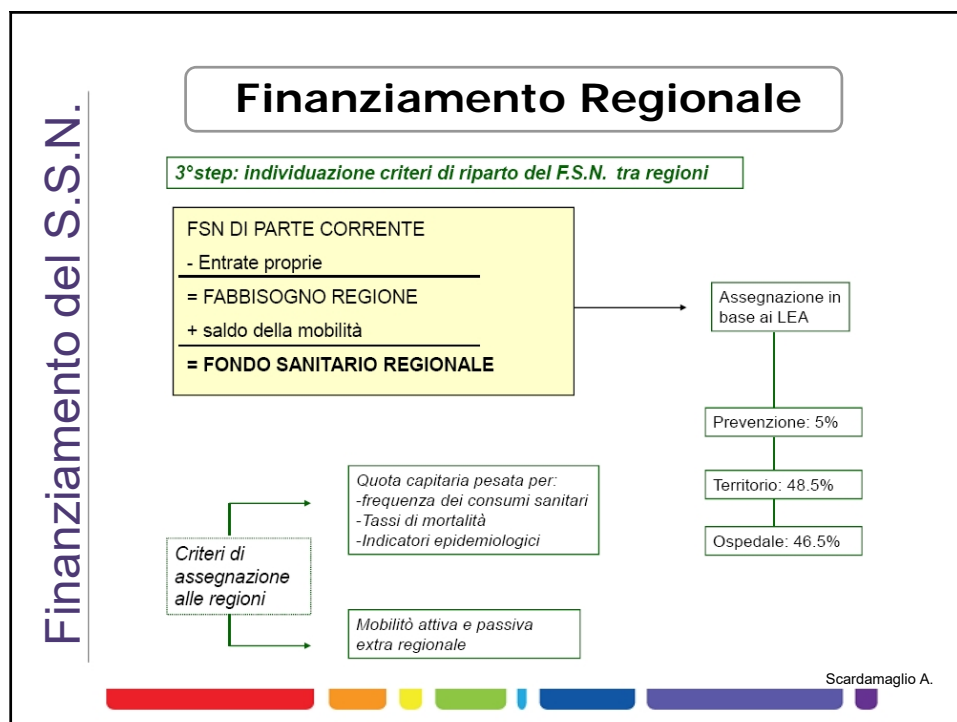 Finanziamento del S.S.N.
Finanziamento Regionale
3°step: individuazione criteri di riparto del F.S.N. tra regioni
FSN DI PARTE CORRENTE
- Entrate proprie
= FABBISOGNO REGIONE
+ saldo della mobilità
= FONDO SANITARIO REGIONALE
Assegnazione in
base ai LEA
Prevenzione: 5%
Territorio: 48.5%
Ospedale: 46.5%
Criteri di
assegnazione
alle regioni
Quota capitaria pesata per:
-frequenza dei consumi sanitari
-Tassi di mortalità
-Indicatori epidemiologici
Mobilitò attiva e passiva
extra regionale
Scardamaglio A.